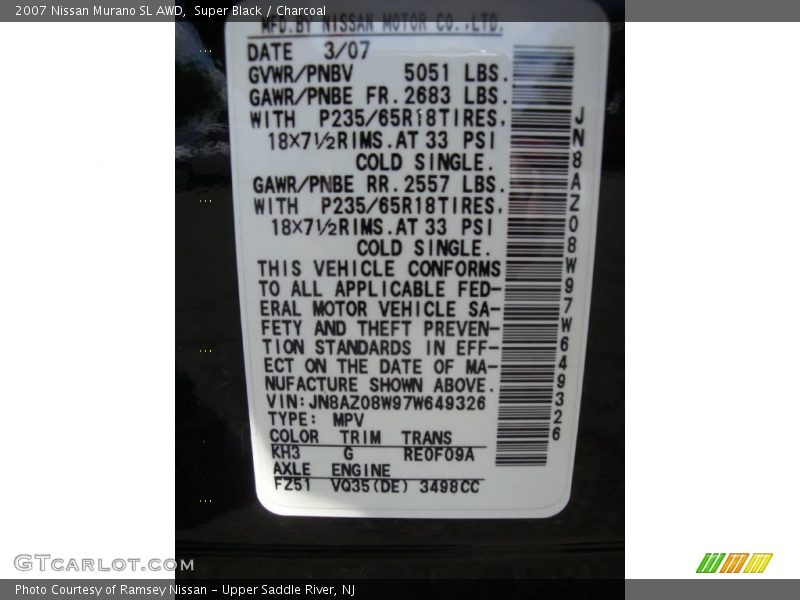 2007 Nissan Murano SL AWD, Super Black / Charcoal
MFD.BY NISSAN MOTOR CO.,LTD.
DATE 3/07
GVWR/PNBV 5051 LBS.
GAWR/PNBE FR.2683 LBS.
WITH P235/65R18TIRES,
18×7½RIMS.AT 33 PSI
COLD SINGLE.
GAWR/PNBE RR.2557 LBS.
WITH P235/65R18TIRES,
18×7½RIMS.AT 33 PSI
COLD SINGLE.
THIS VEHICLE CONFORMS
TO ALL APPLICABLE FED-
ERAL MOTOR VEHICLE SA-
FETY AND THEFT PREVEN-
TION STANDARDS IN EFF-
ECT ON THE DATE OF MA-
NUFACTURE SHOWN ABOVE.
VIN:JN8AZ08W97W649326
TYPE: MPV
COLOR TRIM TRANS
KH3 G RE0F09A
AXLE ENGINE
FZ51 VQ35(DE) 3498CC
JN8AZ08W97W649326
GTCARLOT.COM
Photo Courtesy of Ramsey Nissan - Upper Saddle River, NJ